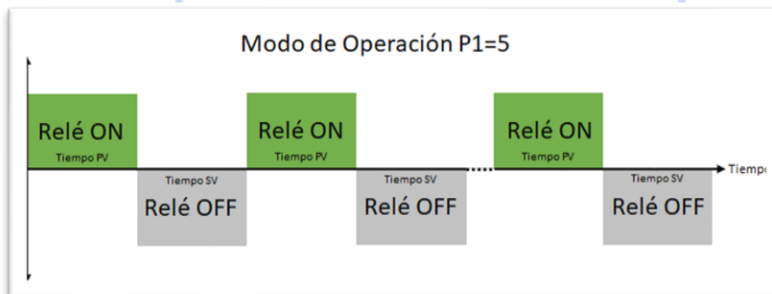 Modo de Operación P1=5
Relé ON
Tiempo PV
Relé ON
Tiempo PV
Relé ON
Tiempo PV
Tiempo
Tiempo SV
Relé OFF
Tiempo SV
Relé OFF
Tiempo SV
Relé OFF